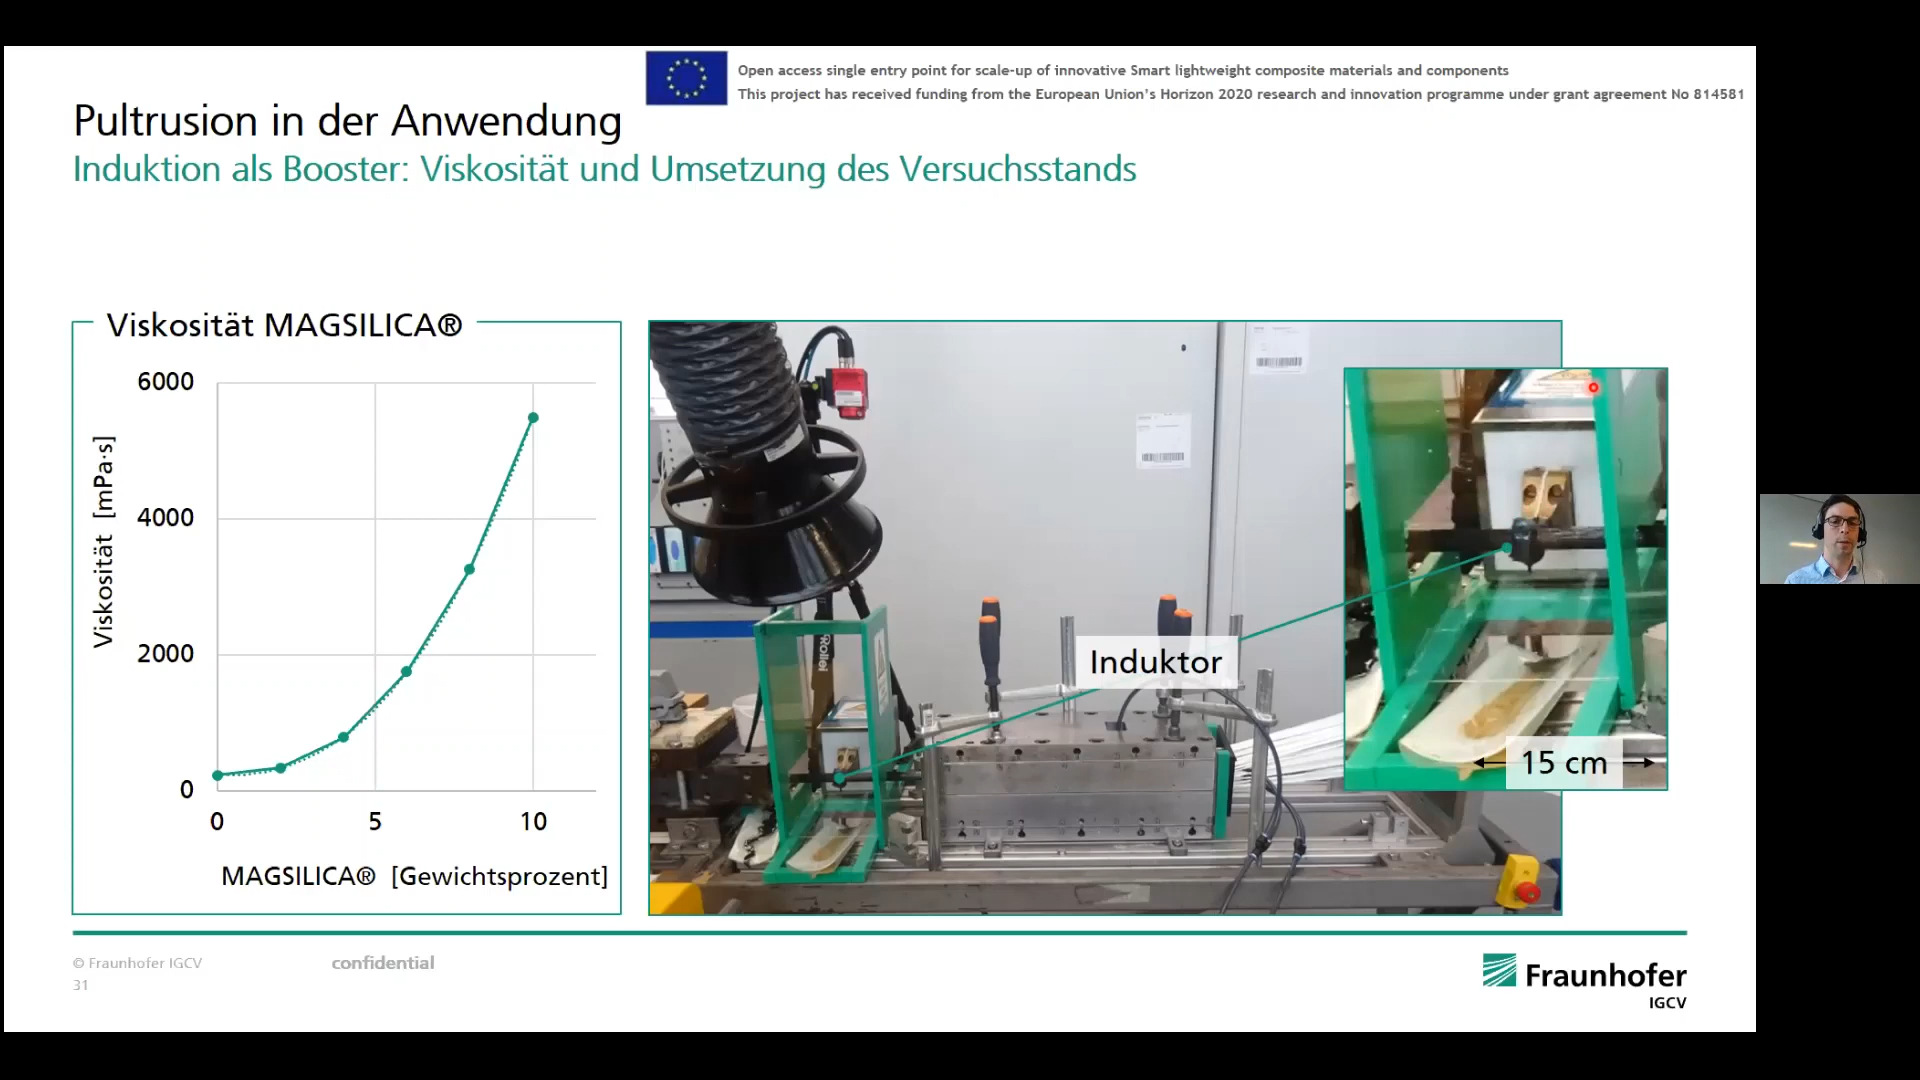 Open access single entry point for scale-up of innovative Smart lightweight composite materials and components
This project has received funding from the European Union's Horizon 2020 research and innovation programme under grant agreement No 814581
Pultrusion in der Anwendung
Induktion als Booster: Viskosität und Umsetzung des Versuchsstands
Viskosität MAGSILICA®
6000
4000
2000
0
Viskosität [mPa·s]
0 5 10
MAGSILICA® [Gewichtsprozent]
Rollei
Induktor
15 cm
© Fraunhofer IGCV
confidential
31
Fraunhofer
IGCV